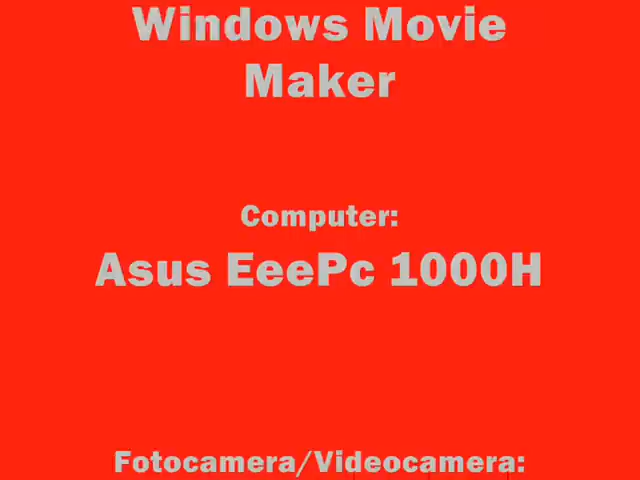 Windows Movie
Maker
Computer:
Asus EeePc 1000H
Fotocamera/Videocamera: